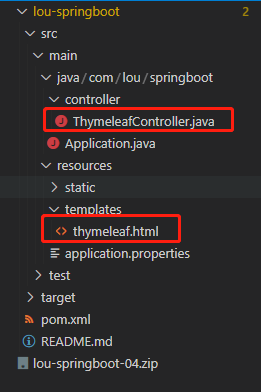 lou-springboot 2
src
main
java/com/lou/springboot
controller
ThymeleafController.java
Application.java
resources
static
templates
thymeleaf.html
application.properties
test
target
pom.xml
README.md
lou-springboot-04.zip